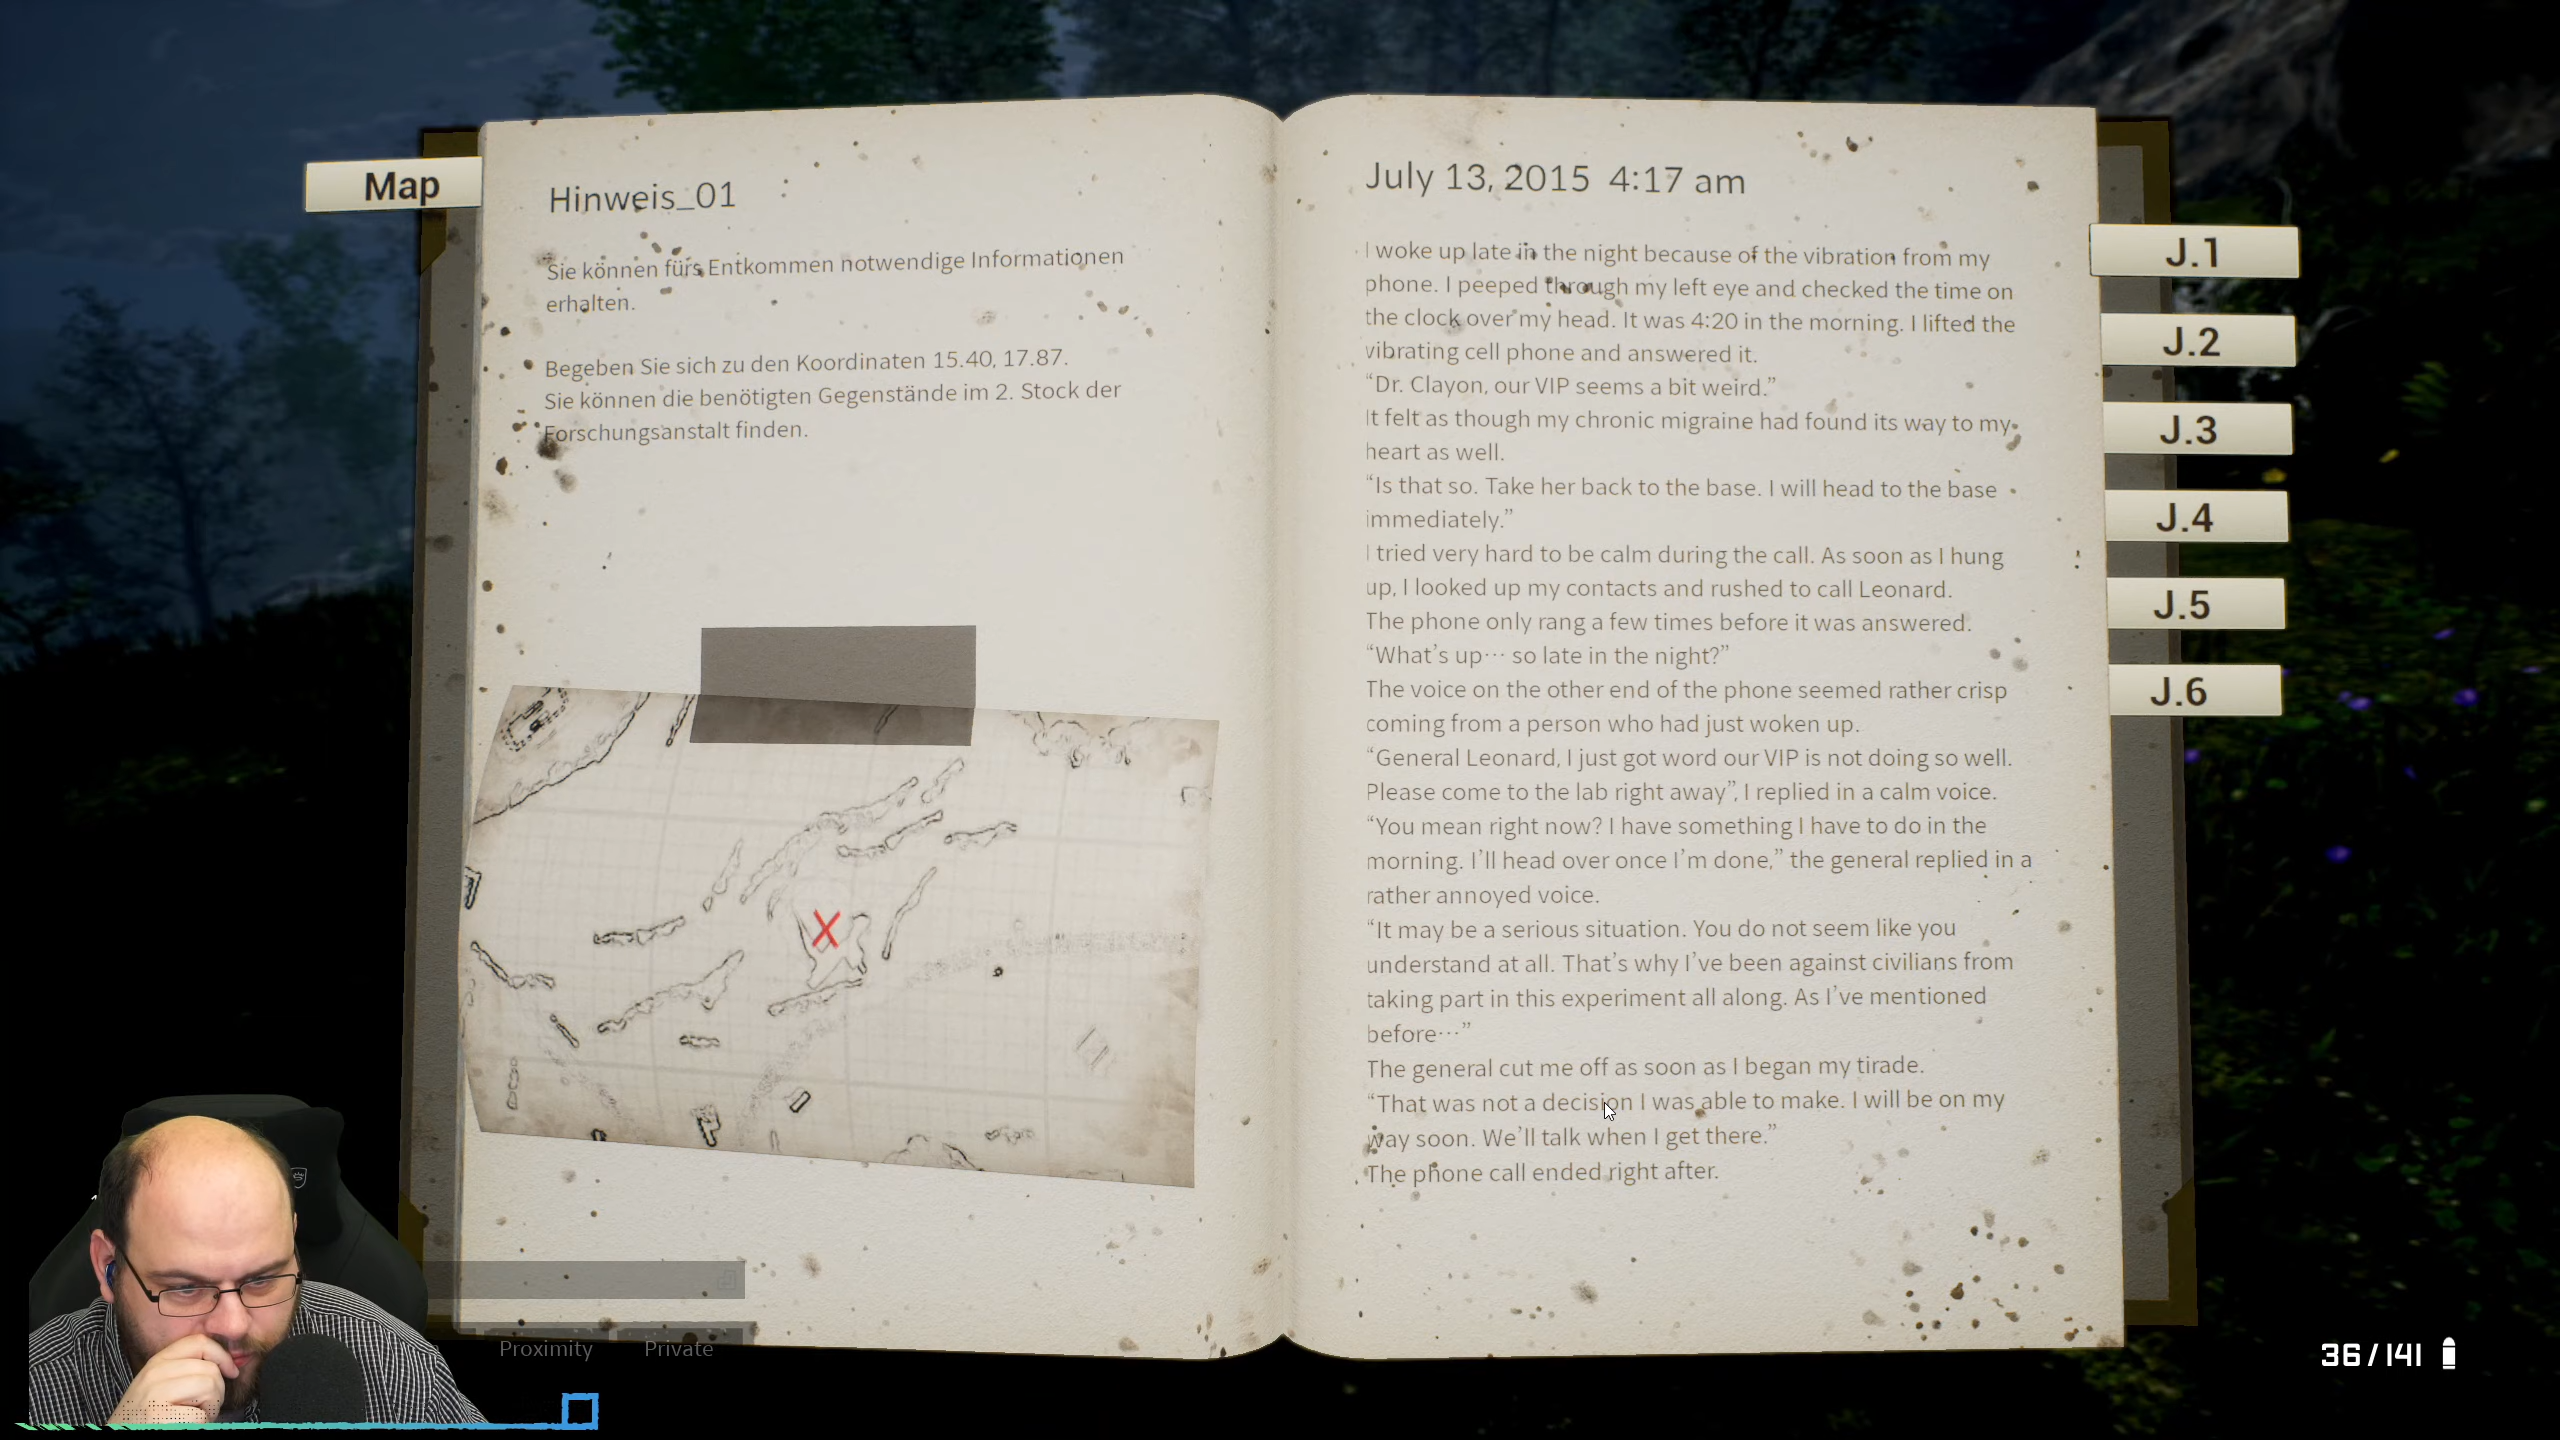 Map
Hinweis_01
Sie können fürs Entkommen notwendige Informationen
erhalten.
Begeben Sie sich zu den Koordinaten 15.40, 17.87.
Sie können die benötigten Gegenstände im 2. Stock der
Forschungsanstalt finden.
July 13, 2015 4:17 am
I woke up late in the night because of the vibration from my
phone. I peeped through my left eye and checked the time on
the clock over my head. It was 4:20 in the morning. I lifted the
vibrating cell phone and answered it.
“Dr. Clayon, our VIP seems a bit weird.”
It felt as though my chronic migraine had found its way to my
heart as well.
“Is that so. Take her back to the base. I will head to the base
immediately.”
I tried very hard to be calm during the call. As soon as I hung
up, I looked up my contacts and rushed to call Leonard.
The phone only rang a few times before it was answered.
“What’s up··· so late in the night?”
The voice on the other end of the phone seemed rather crisp
coming from a person who had just woken up.
“General Leonard, I just got word our VIP is not doing so well.
Please come to the lab right away”, I replied in a calm voice.
“You mean right now? I have something I have to do in the
morning. I’ll head over once I’m done,” the general replied in a
rather annoyed voice.
“It may be a serious situation. You do not seem like you
understand at all. That’s why I’ve been against civilians from
taking part in this experiment all along. As I’ve mentioned
before···”
The general cut me off as soon as I began my tirade.
“That was not a decision I was able to make. I will be on my
way soon. We’ll talk when I get there.”
The phone call ended right after.
J.1
J.2
J.3
J.4
J.5
J.6
Proximity Private
36/141